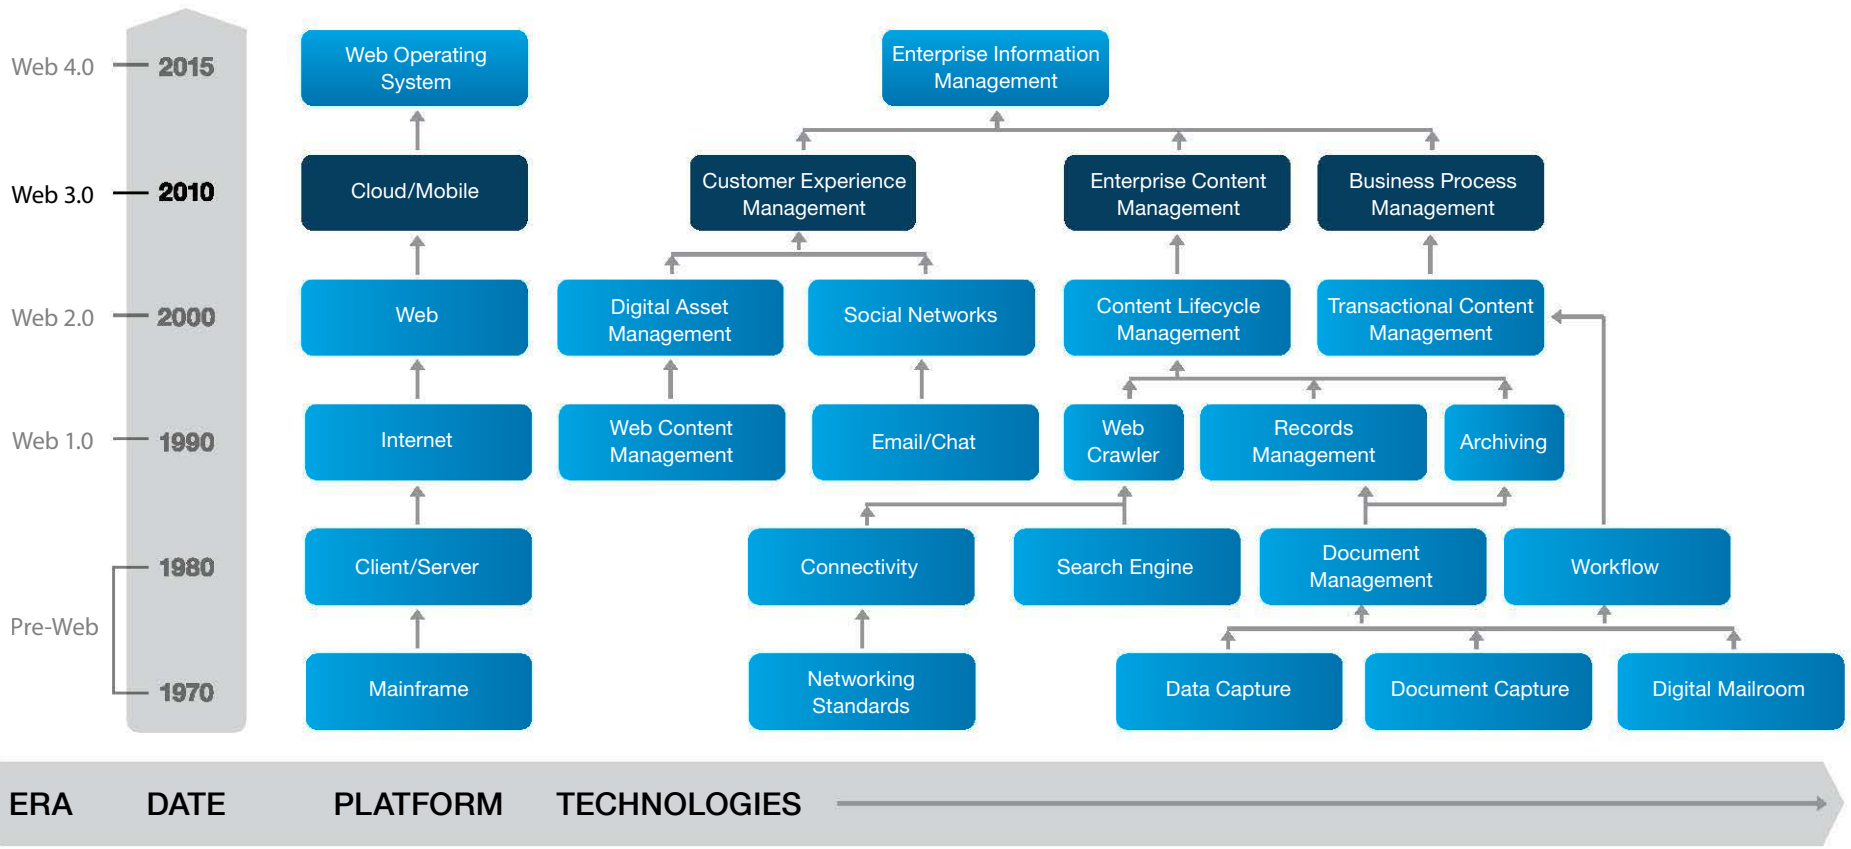 Web 4.0
2015
Web Operating
System
Enterprise Information
Management
Web 3.0
2010
Cloud/Mobile
Customer Experience
Management
Enterprise Content
Management
Business Process
Management
Web 2.0
2000
Web
Digital Asset
Management
Social Networks
Content Lifecycle
Management
Transactional Content
Management
Web 1.0
1990
Internet
Web Content
Management
Email/Chat
Web
Crawler
Records
Management
Archiving
Pre-Web
1980
Client/Server
Connectivity
Search Engine
Document
Management
Workflow
1970
Mainframe
Networking
Standards
Data Capture
Document Capture
Digital Mailroom
ERA
DATE
PLATFORM
TECHNOLOGIES